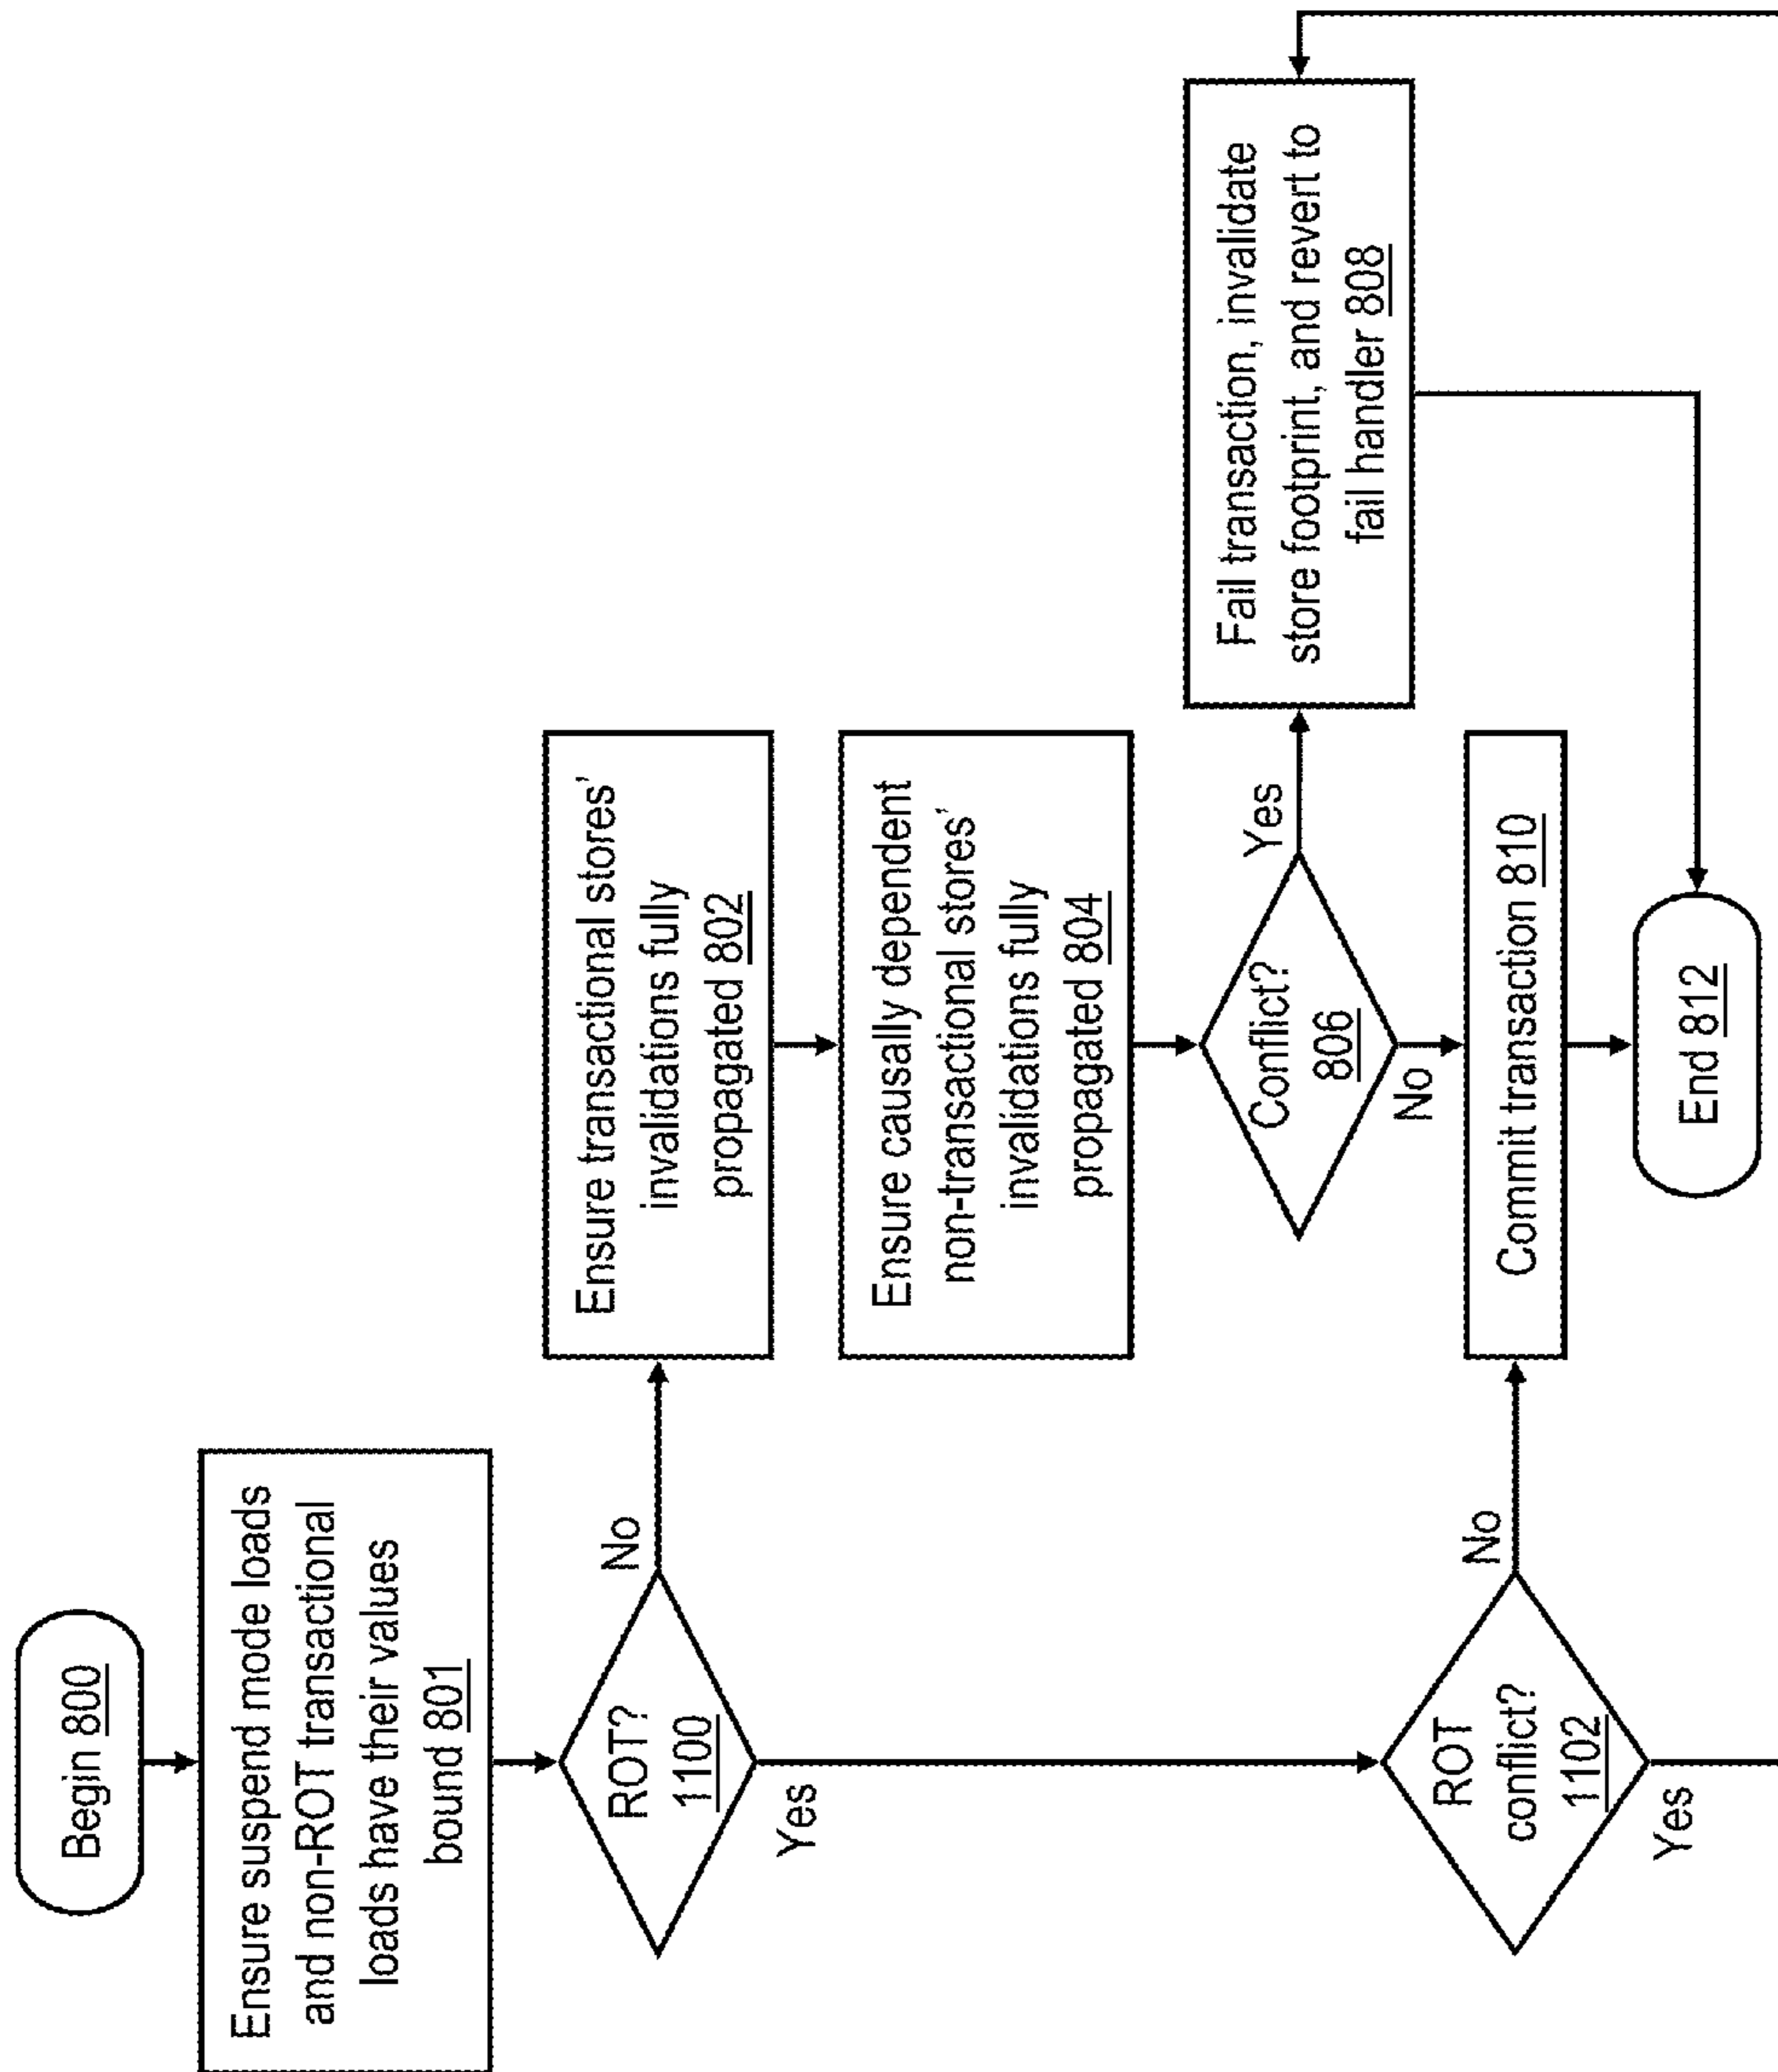 Begin 800
Ensure suspend mode loads
and non-ROT transactional
loads have their values
bound 801
ROT?
1100
No
Yes
Ensure transactional stores'
invalidations fully
propagated 802
Ensure causally dependent
non-transactional stores'
invalidations fully
propagated 804
Conflict?
806
Yes
No
Fail transaction, invalidate
store footprint, and revert to
fail handler 808
ROT
conflict?
1102
No
Yes
Commit transaction 810
End 812